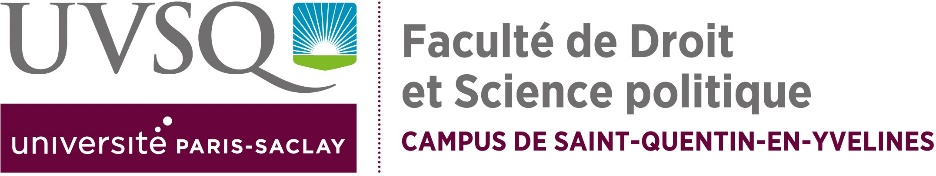 UVSQ
université PARIS-SACLAY
Faculté de Droit
et Science politique
CAMPUS DE SAINT-QUENTIN-EN-YVELINES